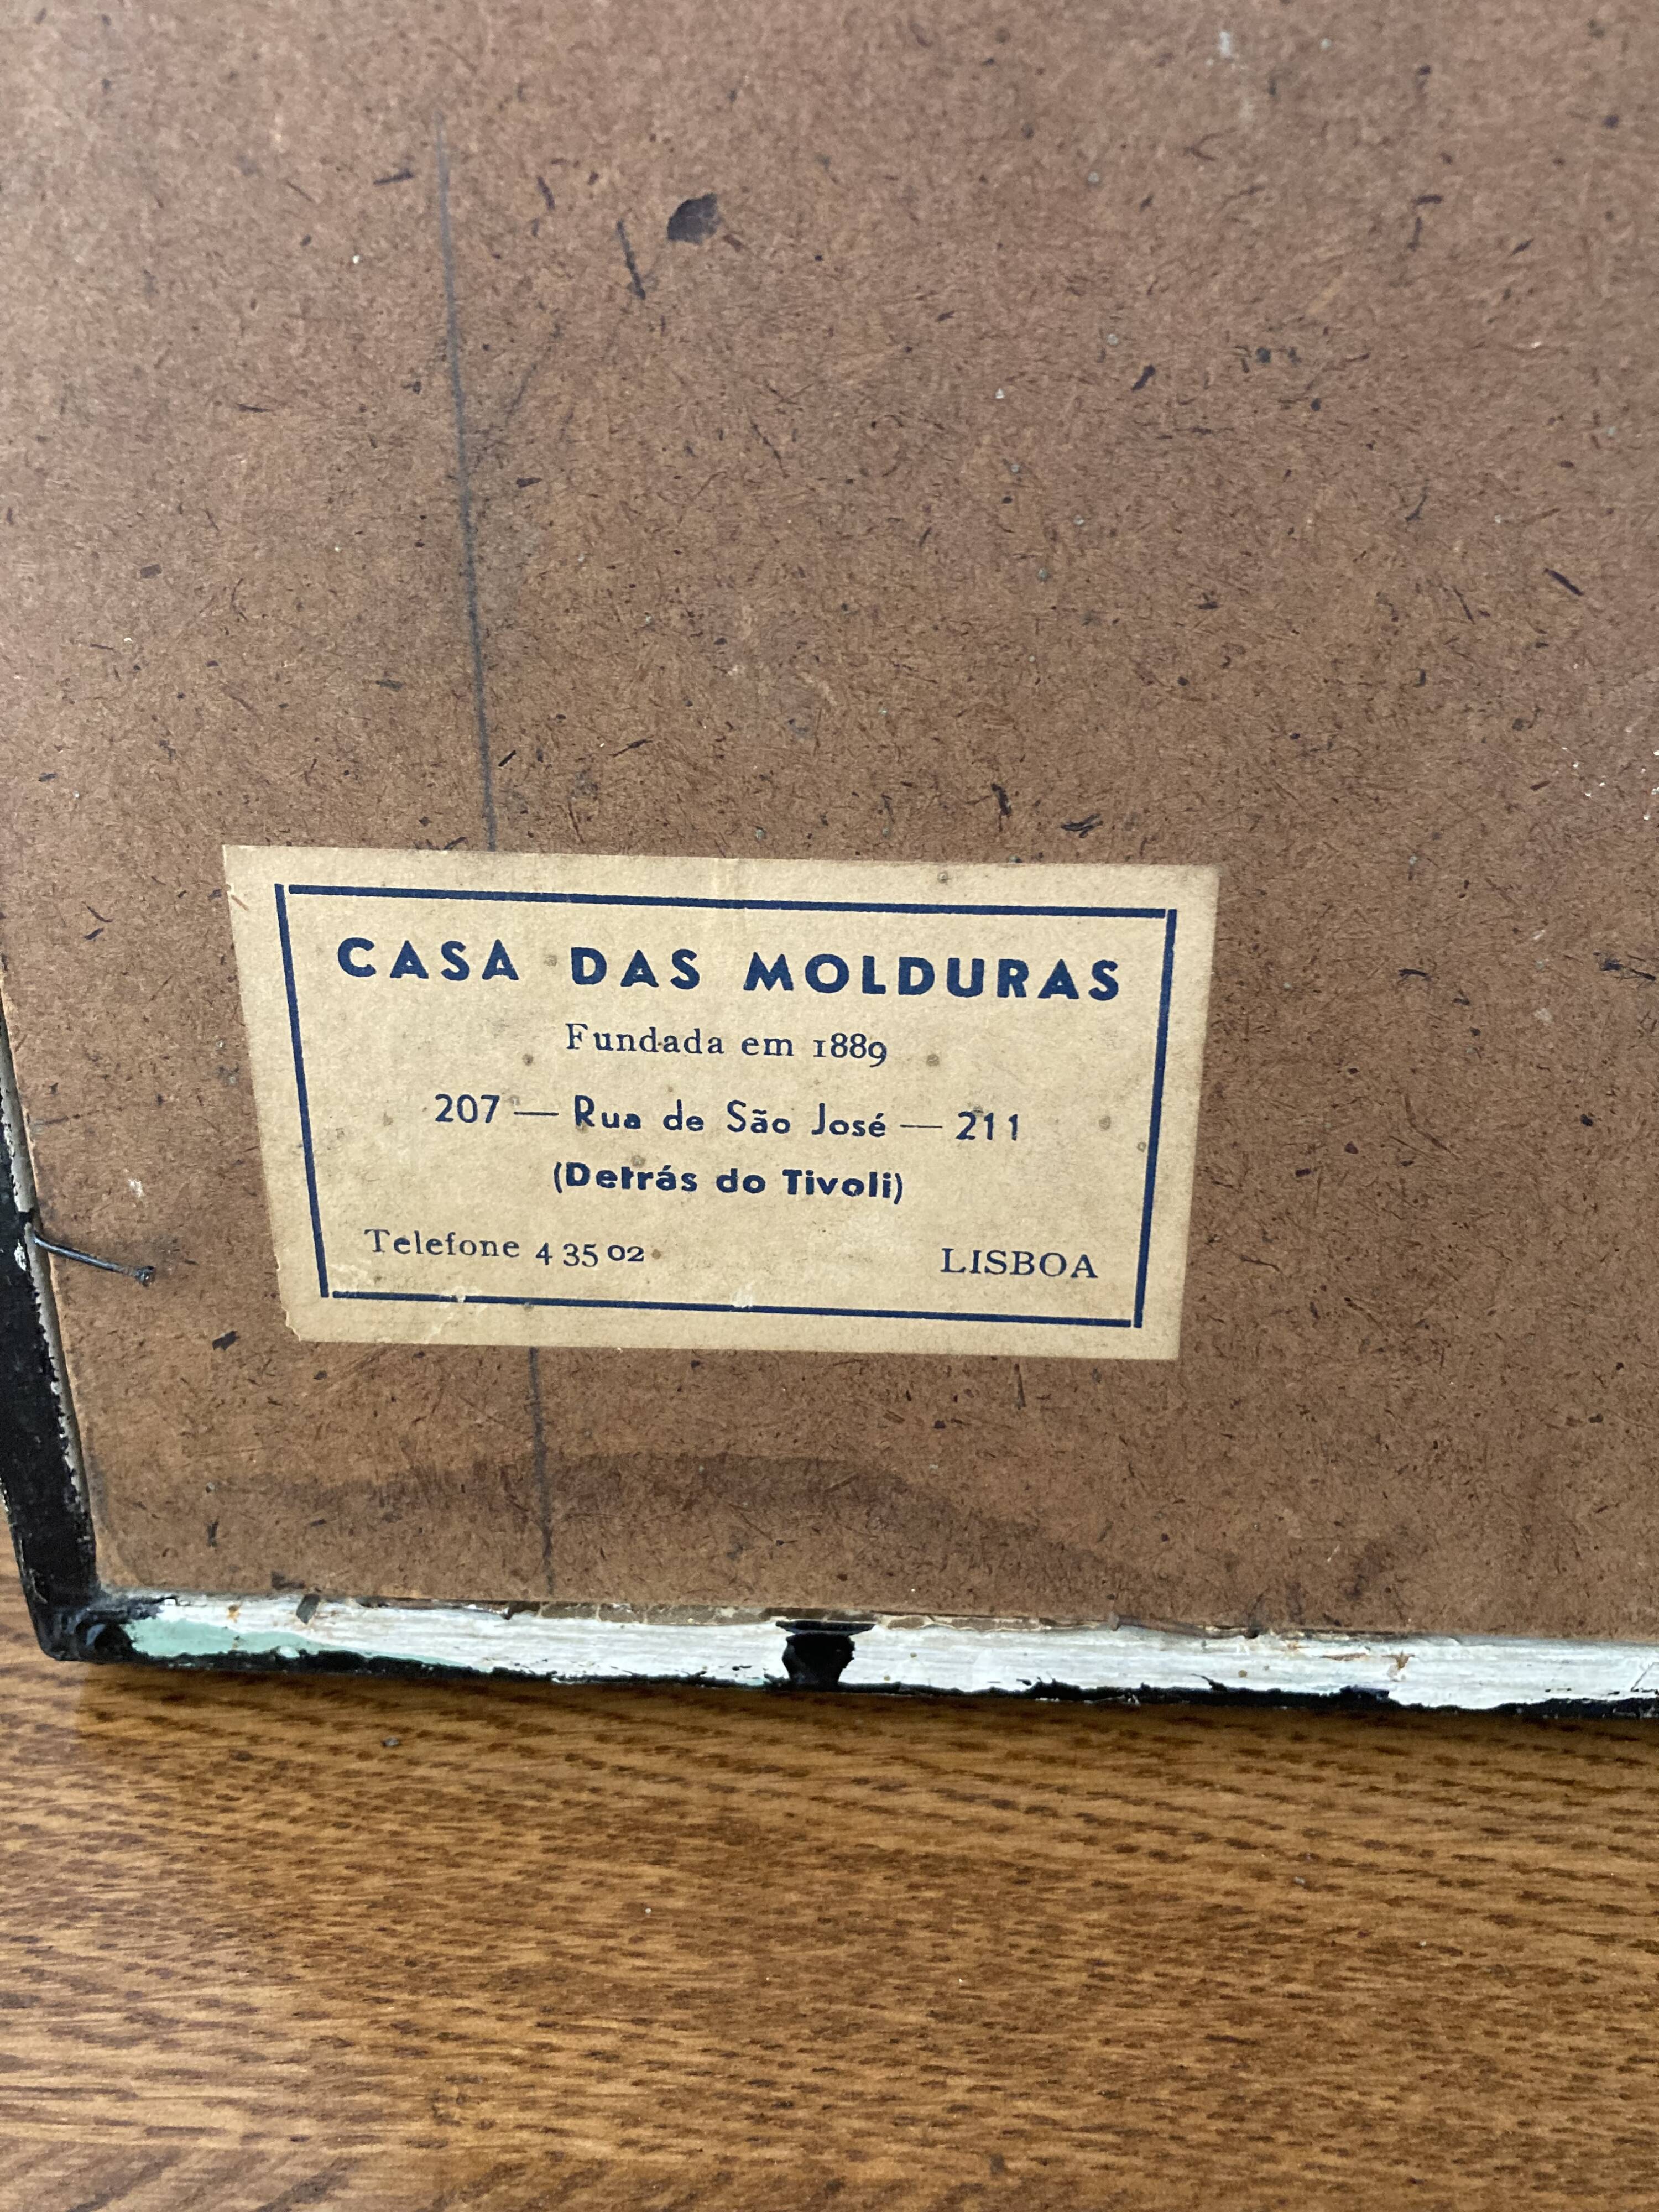 CASA DAS MOLDURAS
Fundada em 1889
207 — Rua de São José — 211
(Detrás do Tivoli)
Telefone 4 35 02 LISBOA